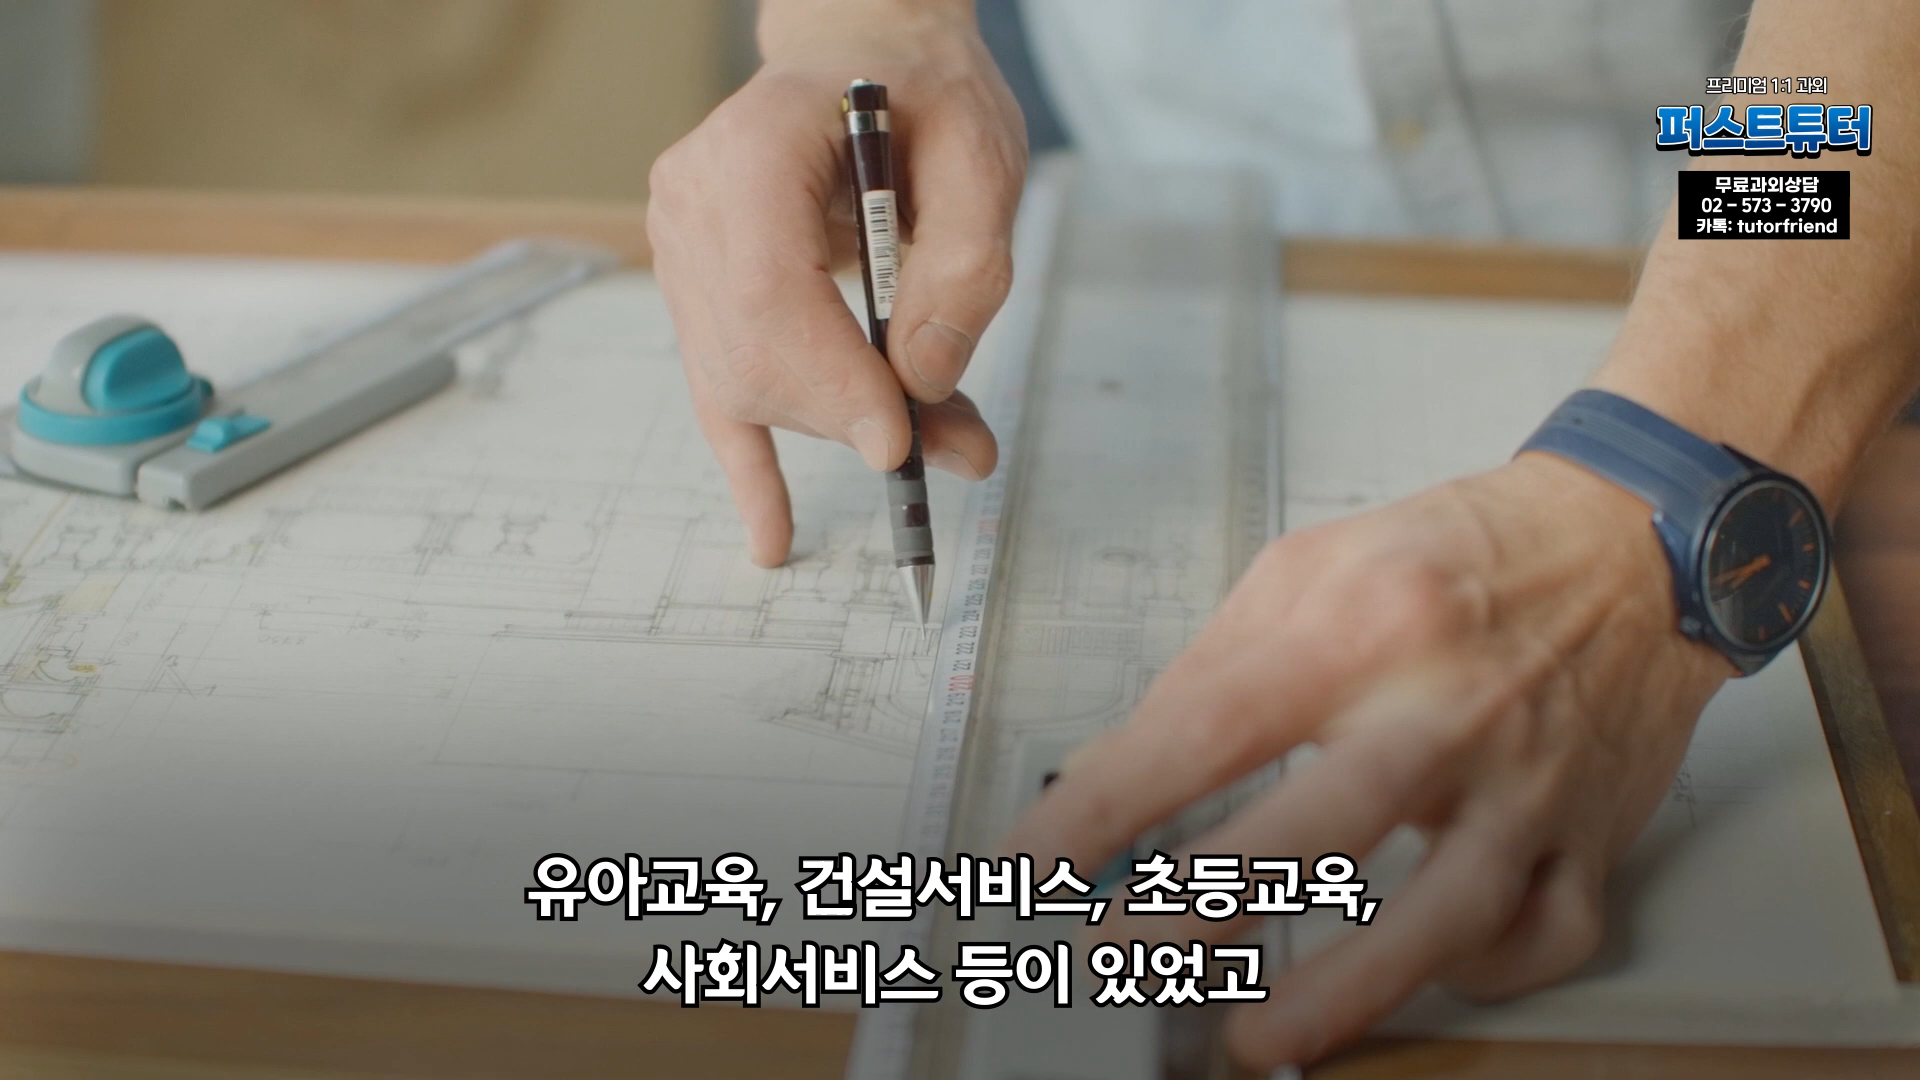 프리미엄 1:1 과외
퍼스트튜터
무료과외상담
02 - 573 - 3790
카톡: tutorfriend
유아교육, 건설서비스, 초등교육,
사회서비스 등이 있었고